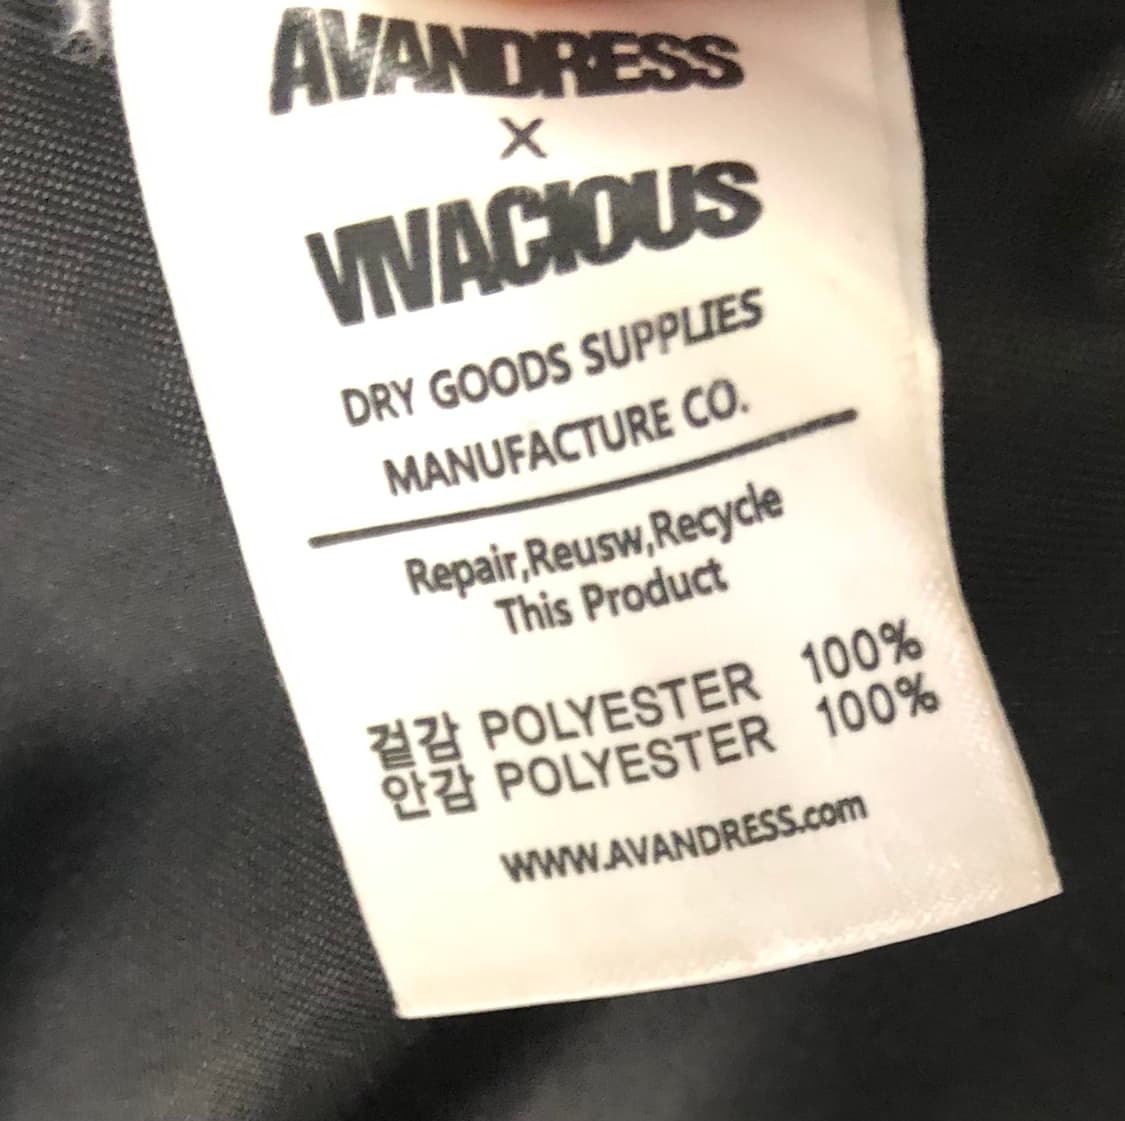 AVANDRESS
X
VIVACIOUS
DRY GOODS SUPPLIES
MANUFACTURE CO.
Repair,Reusw,Recycle
This Product
겉감 POLYESTER 100%
안감 POLYESTER 100%
www.AVANDRESS.com